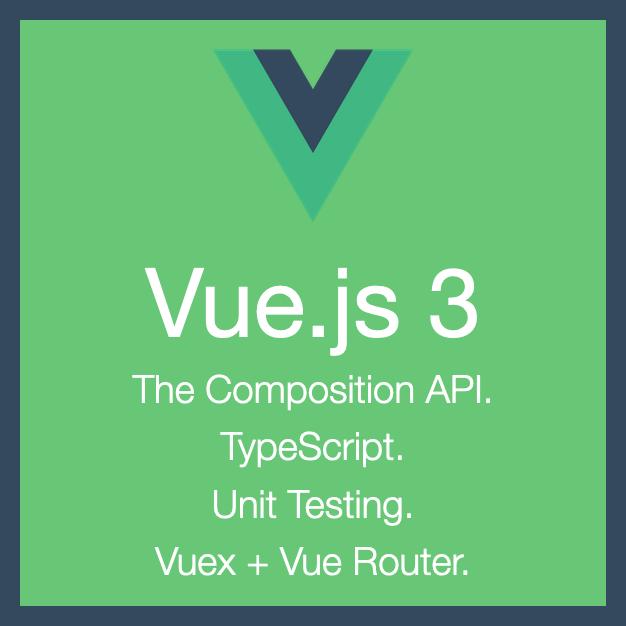 Vue.js 3
The Composition API.
TypeScript.
Unit Testing.
Vuex + Vue Router.